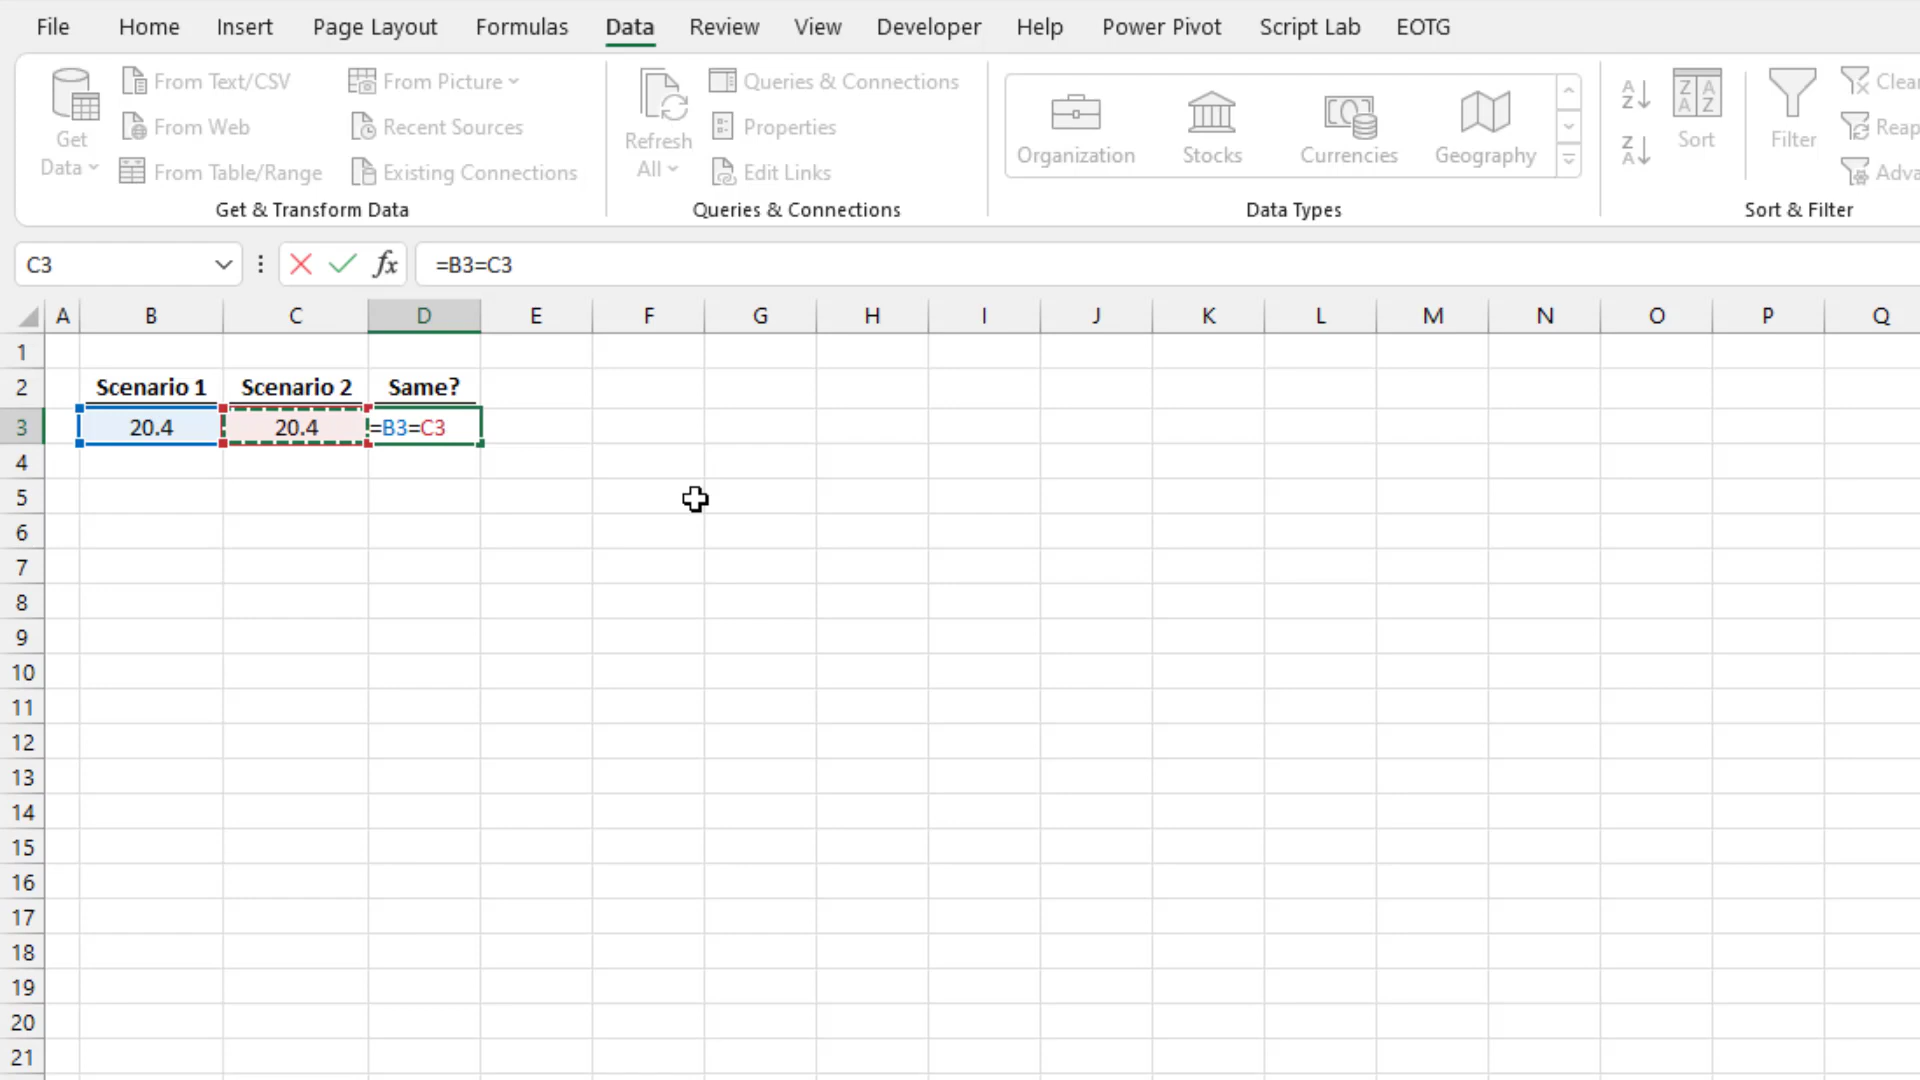 File Home Insert Page Layout Formulas Data Review View Developer Help Power Pivot Script Lab EOTG
Get Data
From Text/CSV
From Web
From Table/Range
From Picture
Recent Sources
Existing Connections
Get & Transform Data
Refresh All
Queries & Connections
Properties
Edit Links
Queries & Connections
Organization Stocks Currencies Geography
Data Types
A Z
Z A
Z A A Z
Sort
Filter
Clear
Reap
Adva
Sort & Filter
C3 fx =B3=C3
A B C D E F G H I J K L M N O P Q
1
2 Scenario 1 Scenario 2 Same?
3 20.4 20.4 =B3=C3
4
5
6
7
8
9
10
11
12
13
14
15
16
17
18
19
20
21